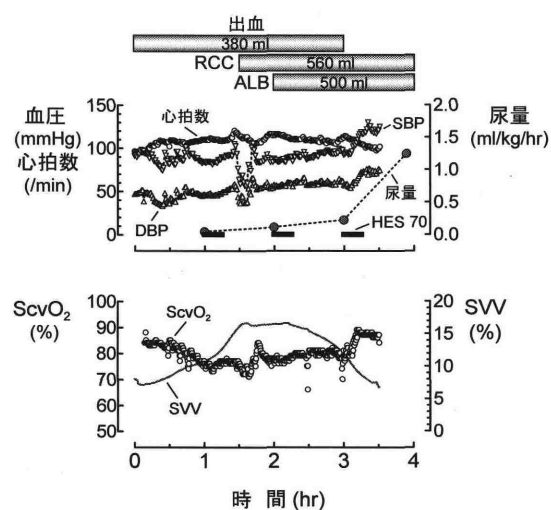 出血
380 ml
RCC 560 ml
ALB 500 ml
血圧
(mmHg)
心拍数
(/min)
150
100
50
0
心拍数
SBP
DBP
尿量
HES 70
尿量
(ml/kg/hr)
2.0
1.5
1.0
0.5
0.0
ScvO₂
(%)
100
90
80
70
60
50
ScvO₂
SVV
SVV
(%)
20
15
10
5
0
0 1 2 3 4
時 間 (hr)